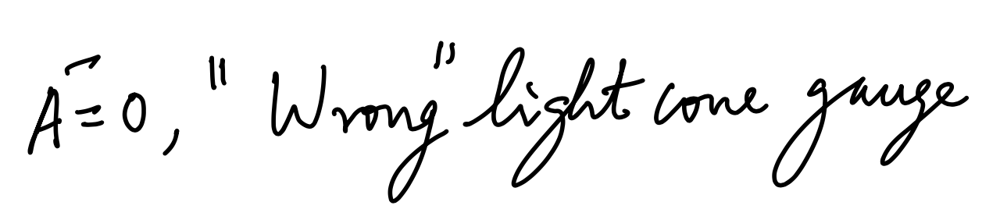 A⃗=0, "Wrong" light cone gauge